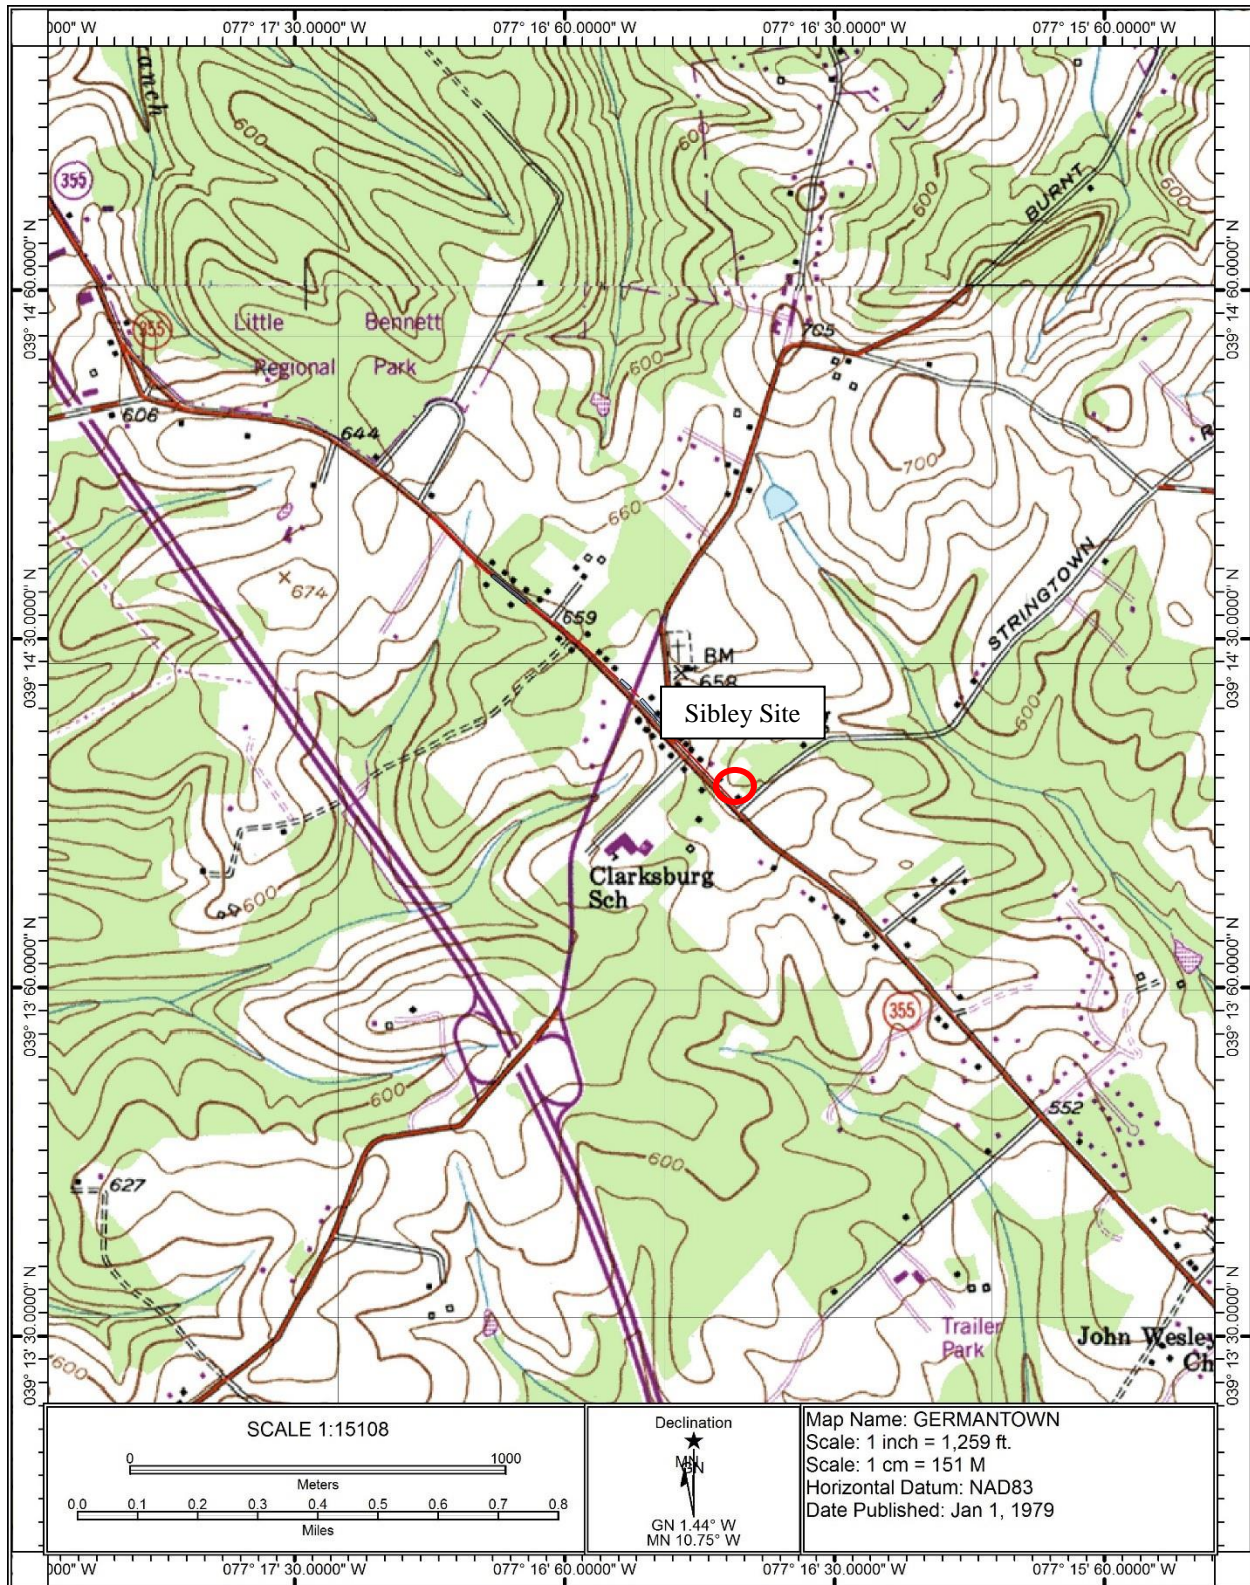 000" W 077° 17' 30.0000" W 077° 16' 60.0000" W 077° 16' 30.0000" W 077° 15' 60.0000" W
anch
600
600
355
600
BURNT
039° 14' 60.0000" N
039° 14' 60.0000" N
355
Little Bennett
Regional Park
705
600
606
644
700
660
STRINGTOWN
674
659
039° 14' 30.0000" N
039° 14' 30.0000" N
BM
658
Sibley Site
600
Clarksburg
Sch
600
039° 13' 60.0000" N
039° 13' 60.0000" N
355
600
552
600
627
Trailer
Park
John Wesley
Ch
039° 13' 30.0000" N
039° 13' 30.0000" N
600
SCALE 1:15108
0 1000
Meters
0.0 0.1 0.2 0.3 0.4 0.5 0.6 0.7 0.8
Miles
Declination
MN
GN
GN 1.44° W
MN 10.75° W
Map Name: GERMANTOWN
Scale: 1 inch = 1,259 ft.
Scale: 1 cm = 151 M
Horizontal Datum: NAD83
Date Published: Jan 1, 1979
000" W 077° 17' 30.0000" W 077° 16' 60.0000" W 077° 16' 30.0000" W 077° 15' 60.0000" W